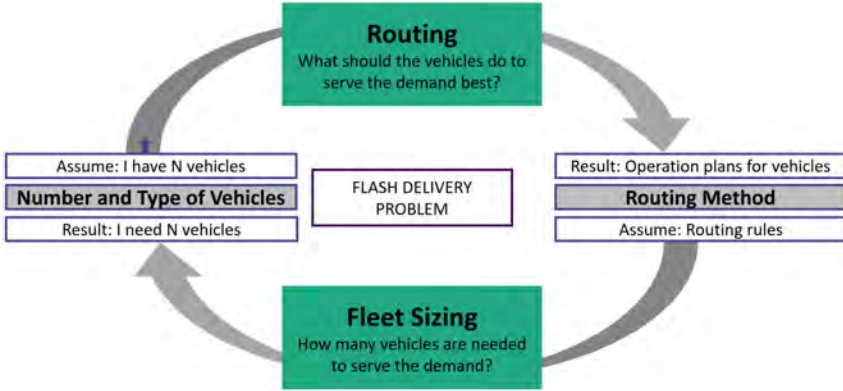 Routing
What should the vehicles do to
serve the demand best?
Assume: I have N vehicles
Number and Type of Vehicles
Result: I need N vehicles
FLASH DELIVERY
PROBLEM
Result: Operation plans for vehicles
Routing Method
Assume: Routing rules
Fleet Sizing
How many vehicles are needed
to serve the demand?